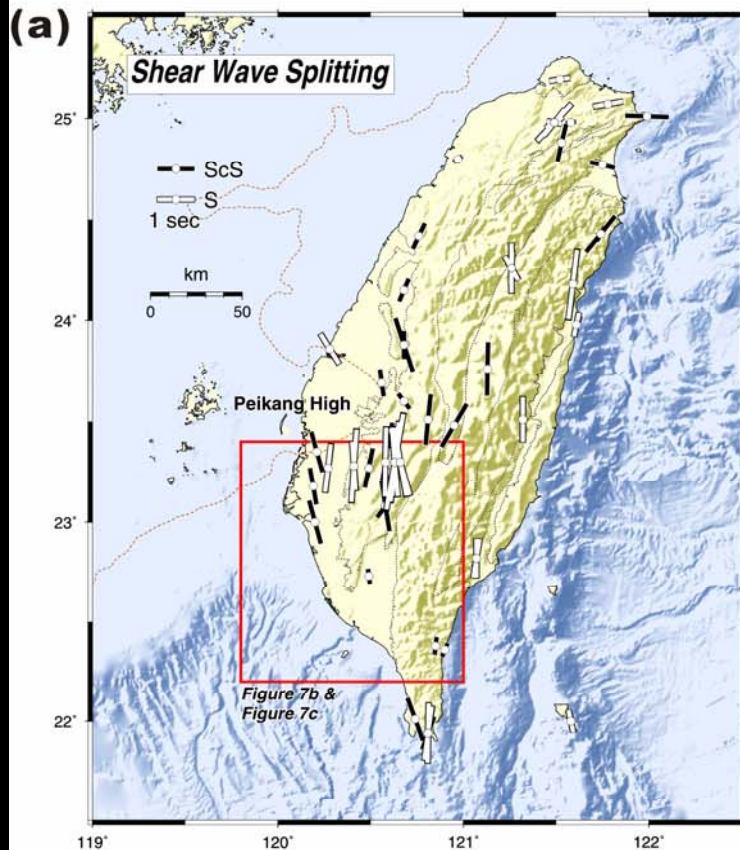 (a)
Shear Wave Splitting
25˚
ScS
S
1 sec
km
0 50
24˚
Peikang High
23˚
Figure 7b &
Figure 7c
22˚
119˚ 120˚ 121˚ 122˚